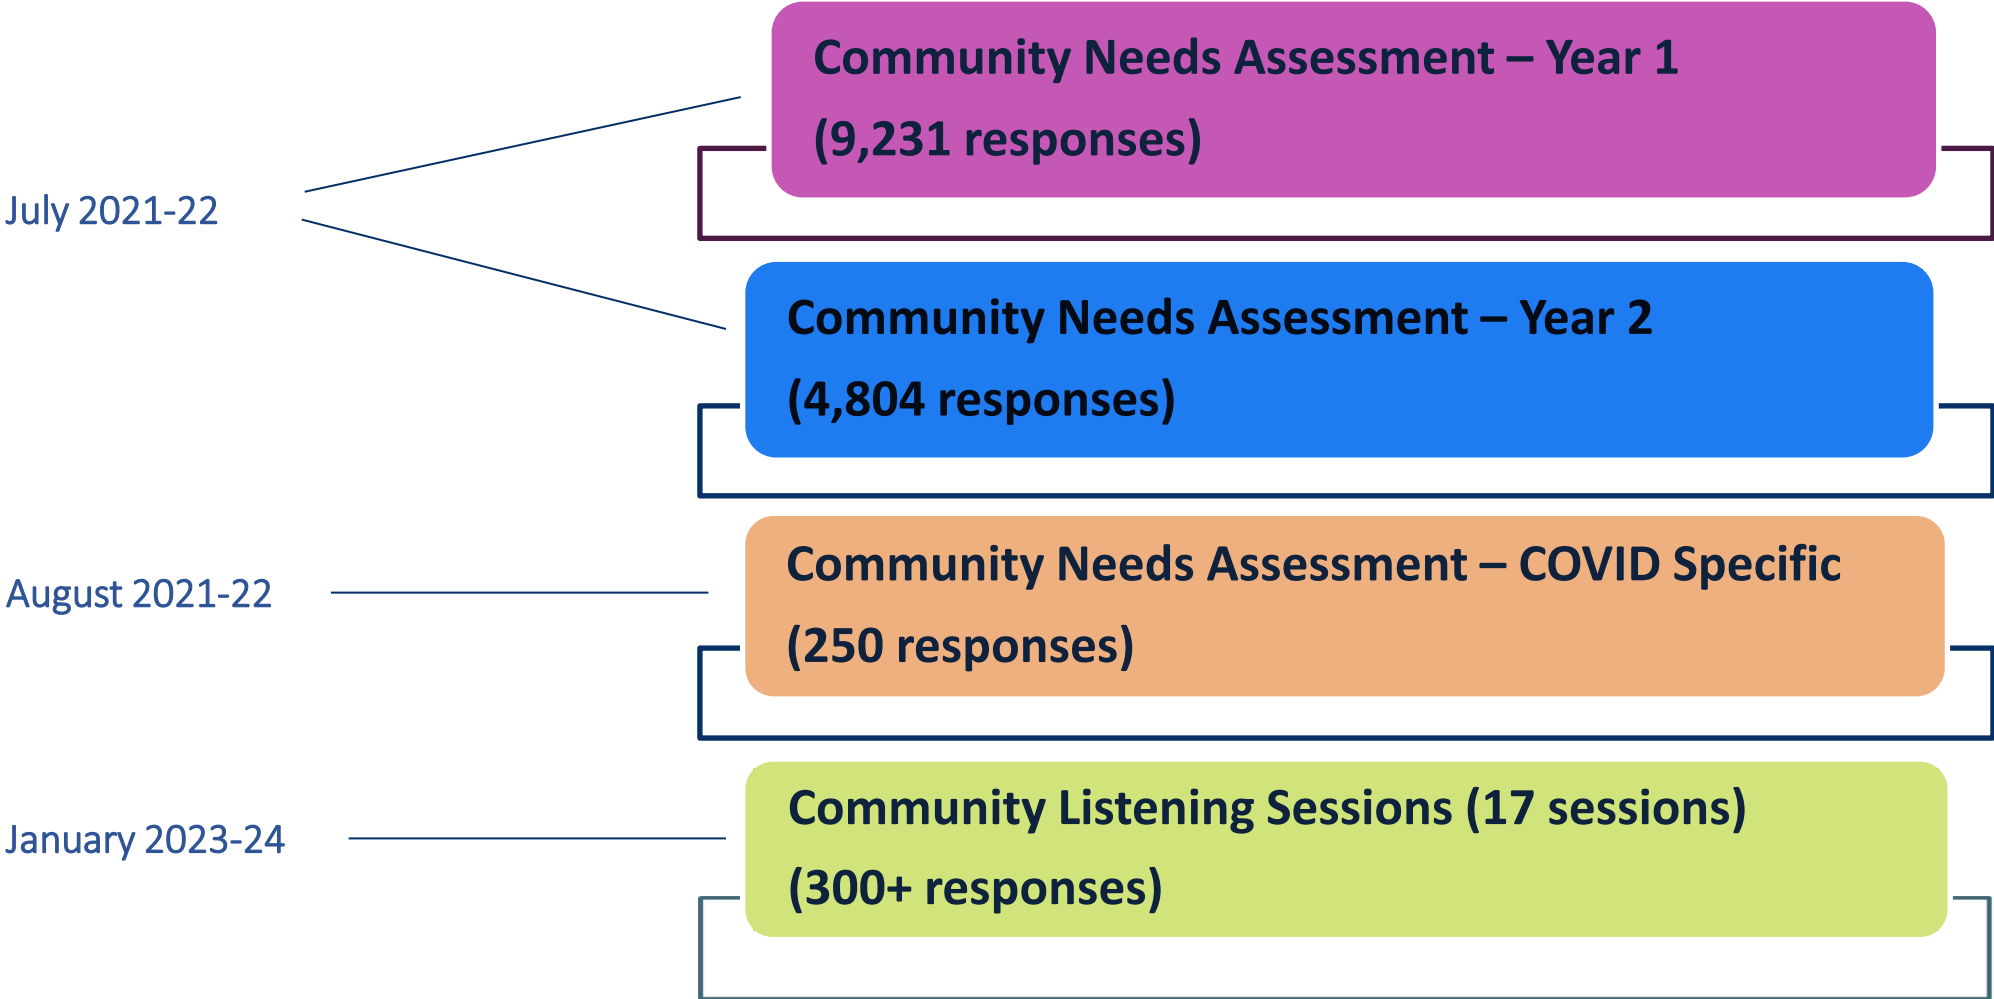 Community Needs Assessment – Year 1
(9,231 responses)
July 2021-22
Community Needs Assessment – Year 2
(4,804 responses)
August 2021-22
Community Needs Assessment – COVID Specific
(250 responses)
January 2023-24
Community Listening Sessions (17 sessions)
(300+ responses)